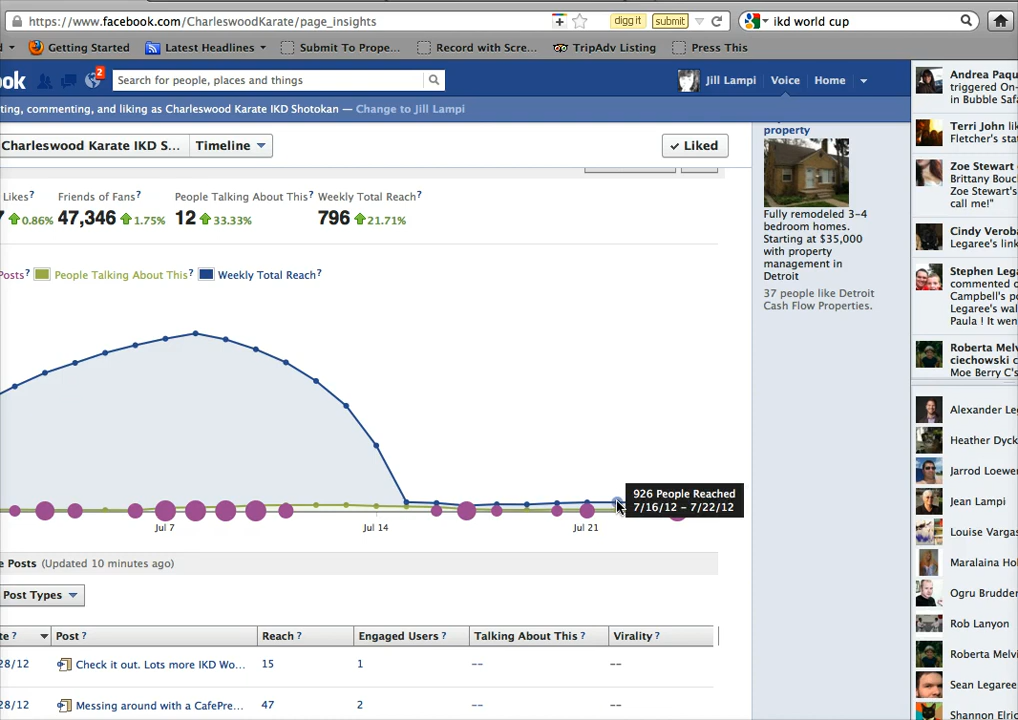 https://www.facebook.com/CharleswoodKarate/page_insights
digg it
submit
ikd world cup
Getting Started
Latest Headlines
Submit To Prope...
Record with Scre...
TripAdv Listing
Press This
ok
2
Search for people, places and things
Jill Lampi
Voice
Home
ting, commenting, and liking as Charleswood Karate IKD Shotokan — Change to Jill Lampi
Charleswood Karate IKD S...
Timeline
✓ Liked
Likes?
Friends of Fans?
People Talking About This?
Weekly Total Reach?
7 0.86%
47,346 1.75%
12 33.33%
796 21.71%
Posts?
People Talking About This?
Weekly Total Reach?
926 People Reached
7/16/12 – 7/22/12
Jul 7
Jul 14
Jul 21
e Posts (Updated 10 minutes ago)
Post Types
te?
Post?
Reach?
Engaged Users?
Talking About This?
Virality?
28/12
Check it out. Lots more IKD Wo...
15
1
--
--
28/12
Messing around with a CafePre...
47
2
--
--
property
Fully remodeled 3-4
bedroom homes.
Starting at $35,000
with property
management in
Detroit
37 people like Detroit
Cash Flow Properties.
Andrea Paqu
triggered On-
in Bubble Safa
Terri John lik
Fletcher's sta
Zoe Stewart
Brittany Bouc
Zoe Stewart's
call me!"
Cindy Veroba
Legaree's link
Stephen Lega
commented o
Campbell's p
Legaree's wal
Paula ! It went
Roberta Melv
ciechowski c
Moe Berry C's
Alexander Leg
Heather Dyck
Jarrod Loewe
Jean Lampi
Louise Vargas
Maralaina Ho
Ogru Brudder
Rob Lanyon
Roberta Melvi
Sean Legaree
Shannon Elric